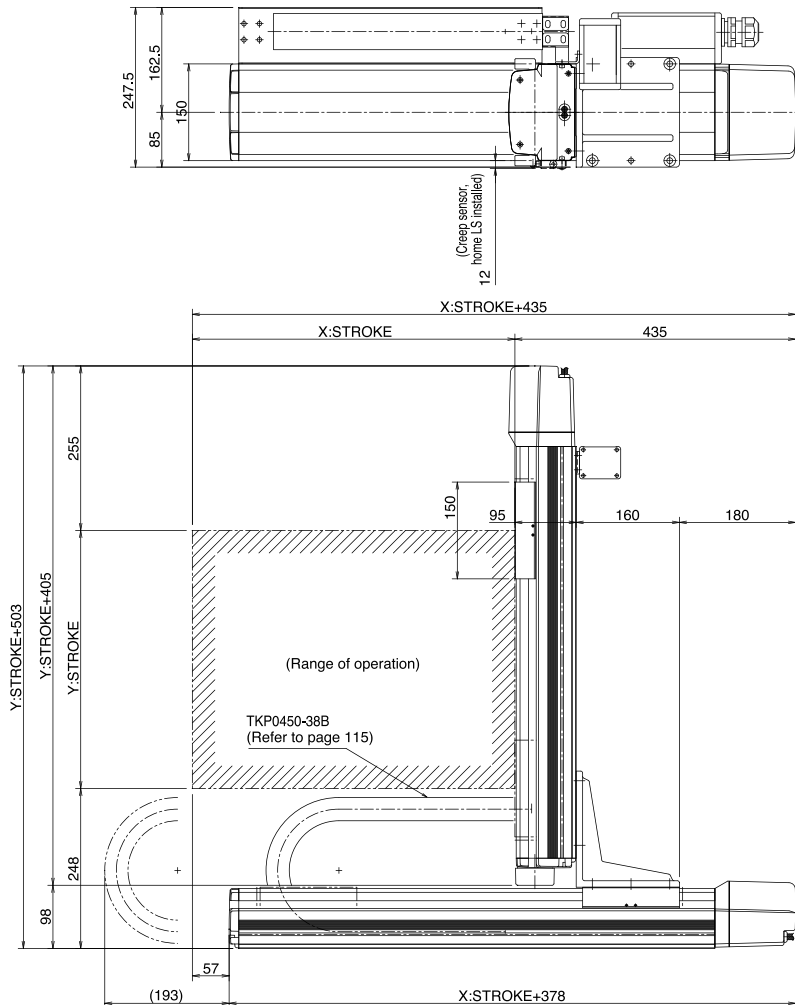 247.5
162.5
150
85
(Creep sensor,
home LS installed)
12
X:STROKE+435
X:STROKE
435
Y:STROKE+503
Y:STROKE+405
255
150
95
160
180
Y:STROKE
(Range of operation)
TKP0450-38B
(Refer to page 115)
248
98
57
(193)
X:STROKE+378